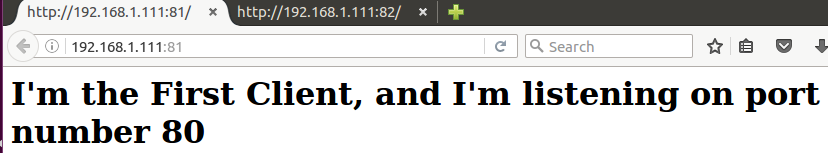 http://192.168.1.111:81/ http://192.168.1.111:82/
192.168.1.111:81 Search
I'm the First Client, and I'm listening on port
number 80